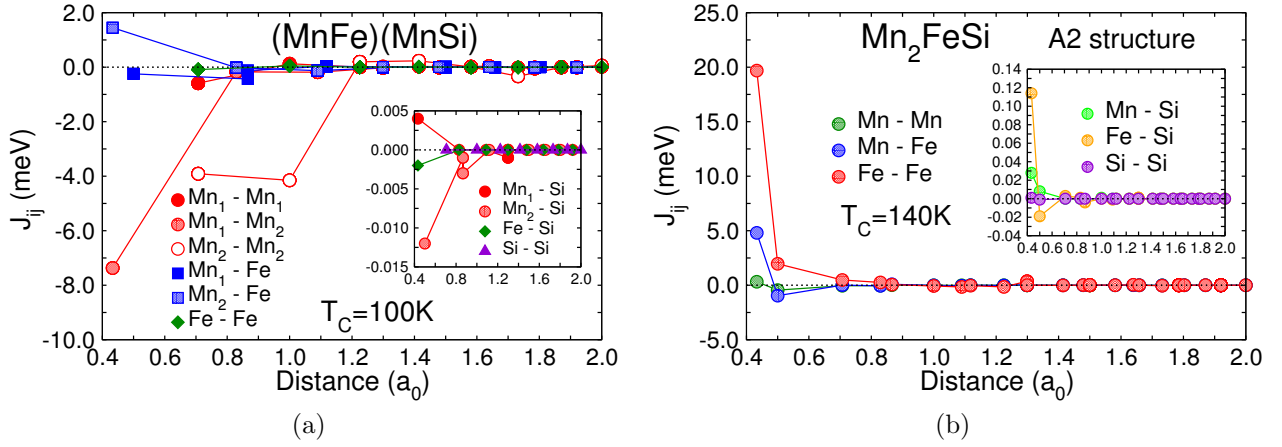 (MnFe)(MnSi)
J_ij (meV)
2.0
0.0
-2.0
-4.0
-6.0
-8.0
-10.0
0.4 0.6 0.8 1.0 1.2 1.4 1.6 1.8 2.0
Distance (a_0)
Mn_1 - Mn_1
Mn_1 - Mn_2
Mn_2 - Mn_2
Mn_1 - Fe
Mn_2 - Fe
Fe - Fe
T_C=100K
0.005
0.000
-0.005
-0.010
-0.015
0.4 0.8 1.2 1.6 2.0
Mn_1 - Si
Mn_2 - Si
Fe - Si
Si - Si
(a)
Mn_2FeSi A2 structure
J_ij (meV)
25.0
20.0
15.0
10.0
5.0
0.0
-5.0
0.4 0.6 0.8 1.0 1.2 1.4 1.6 1.8 2.0
Distance (a_0)
Mn - Mn
Mn - Fe
Fe - Fe
T_C=140K
0.14
0.12
0.10
0.08
0.06
0.04
0.02
0.00
-0.02
-0.04
0.4 0.6 0.8 1.0 1.2 1.4 1.6 1.8 2.0
Mn - Si
Fe - Si
Si - Si
(b)